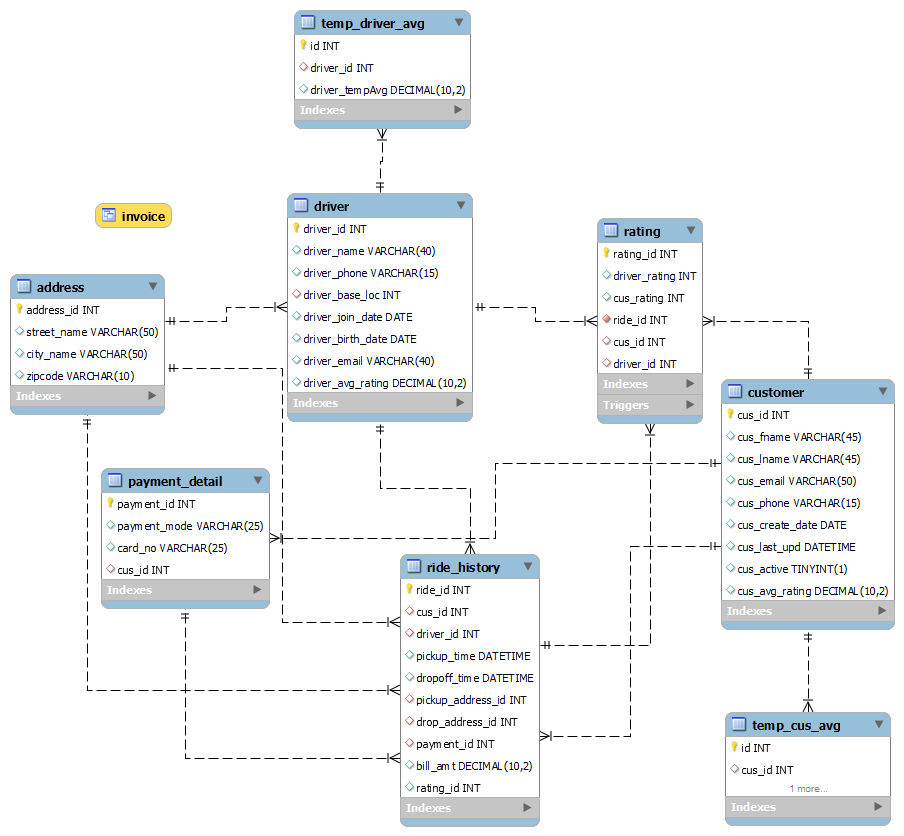 temp_driver_avg
id INT
driver_id INT
driver_tempAvg DECIMAL(10,2)
Indexes
invoice
driver
driver_id INT
driver_name VARCHAR(40)
driver_phone VARCHAR(15)
driver_base_loc INT
driver_join_date DATE
driver_birth_date DATE
driver_email VARCHAR(40)
driver_avg_rating DECIMAL(10,2)
Indexes
rating
rating_id INT
driver_rating INT
cus_rating INT
ride_id INT
cus_id INT
driver_id INT
Indexes
Triggers
address
address_id INT
street_name VARCHAR(50)
city_name VARCHAR(50)
zipcode VARCHAR(10)
Indexes
customer
cus_id INT
cus_fname VARCHAR(45)
cus_lname VARCHAR(45)
cus_email VARCHAR(50)
cus_phone VARCHAR(15)
cus_create_date DATE
cus_last_upd DATETIME
cus_active TINYINT(1)
cus_avg_rating DECIMAL(10,2)
Indexes
payment_detail
payment_id INT
payment_mode VARCHAR(25)
card_no VARCHAR(25)
cus_id INT
Indexes
ride_history
ride_id INT
cus_id INT
driver_id INT
pickup_time DATETIME
dropoff_time DATETIME
pickup_address_id INT
drop_address_id INT
payment_id INT
bill_amt DECIMAL(10,2)
rating_id INT
Indexes
temp_cus_avg
id INT
cus_id INT
1 more...
Indexes